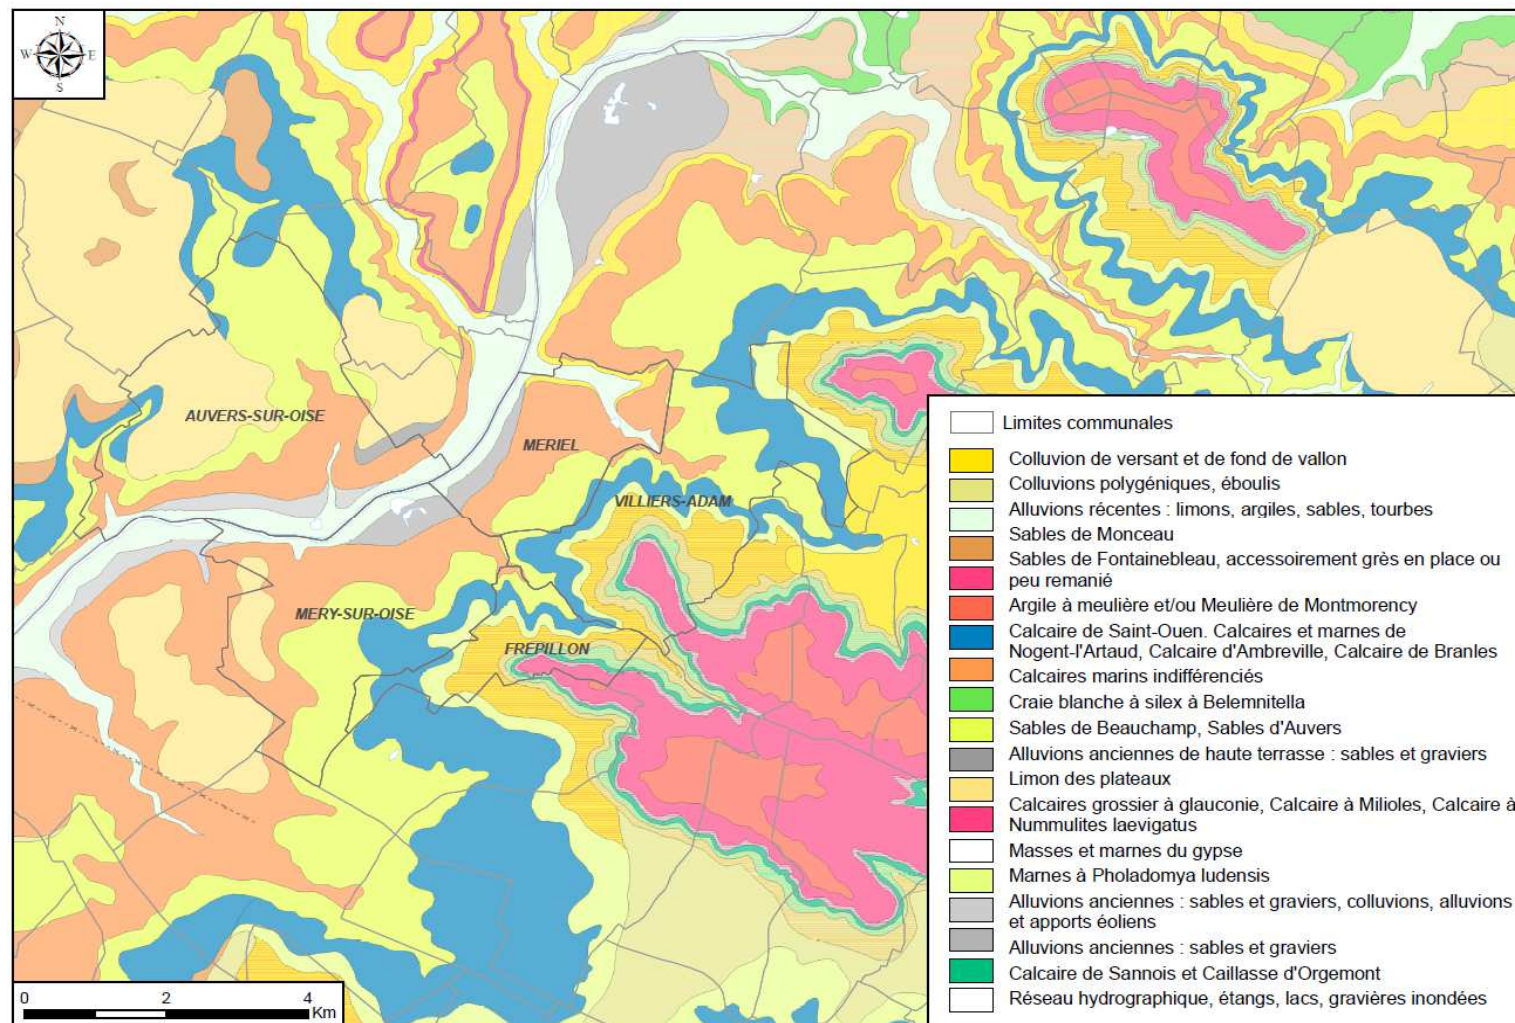 N
W E
S
AUVERS-SUR-OISE
MERIEL
VILLIERS-ADAM
MERY-SUR-OISE
FREPILLON
Limites communales
Colluvion de versant et de fond de vallon
Colluvions polygéniques, éboulis
Alluvions récentes : limons, argiles, sables, tourbes
Sables de Monceau
Sables de Fontainebleau, accessoirement grès en place ou
peu remanié
Argile à meulière et/ou Meulière de Montmorency
Calcaire de Saint-Ouen. Calcaires et marnes de
Nogent-l'Artaud, Calcaire d'Ambreville, Calcaire de Branles
Calcaires marins indifférenciés
Craie blanche à silex à Belemnitella
Sables de Beauchamp, Sables d'Auvers
Alluvions anciennes de haute terrasse : sables et graviers
Limon des plateaux
Calcaires grossier à glauconie, Calcaire à Milioles, Calcaire à
Nummulites laevigatus
Masses et marnes du gypse
Marnes à Pholadomya ludensis
Alluvions anciennes : sables et graviers, colluvions, alluvions
et apports éoliens
Alluvions anciennes : sables et graviers
Calcaire de Sannois et Caillasse d'Orgemont
Réseau hydrographique, étangs, lacs, gravières inondées
0 2 4
Km